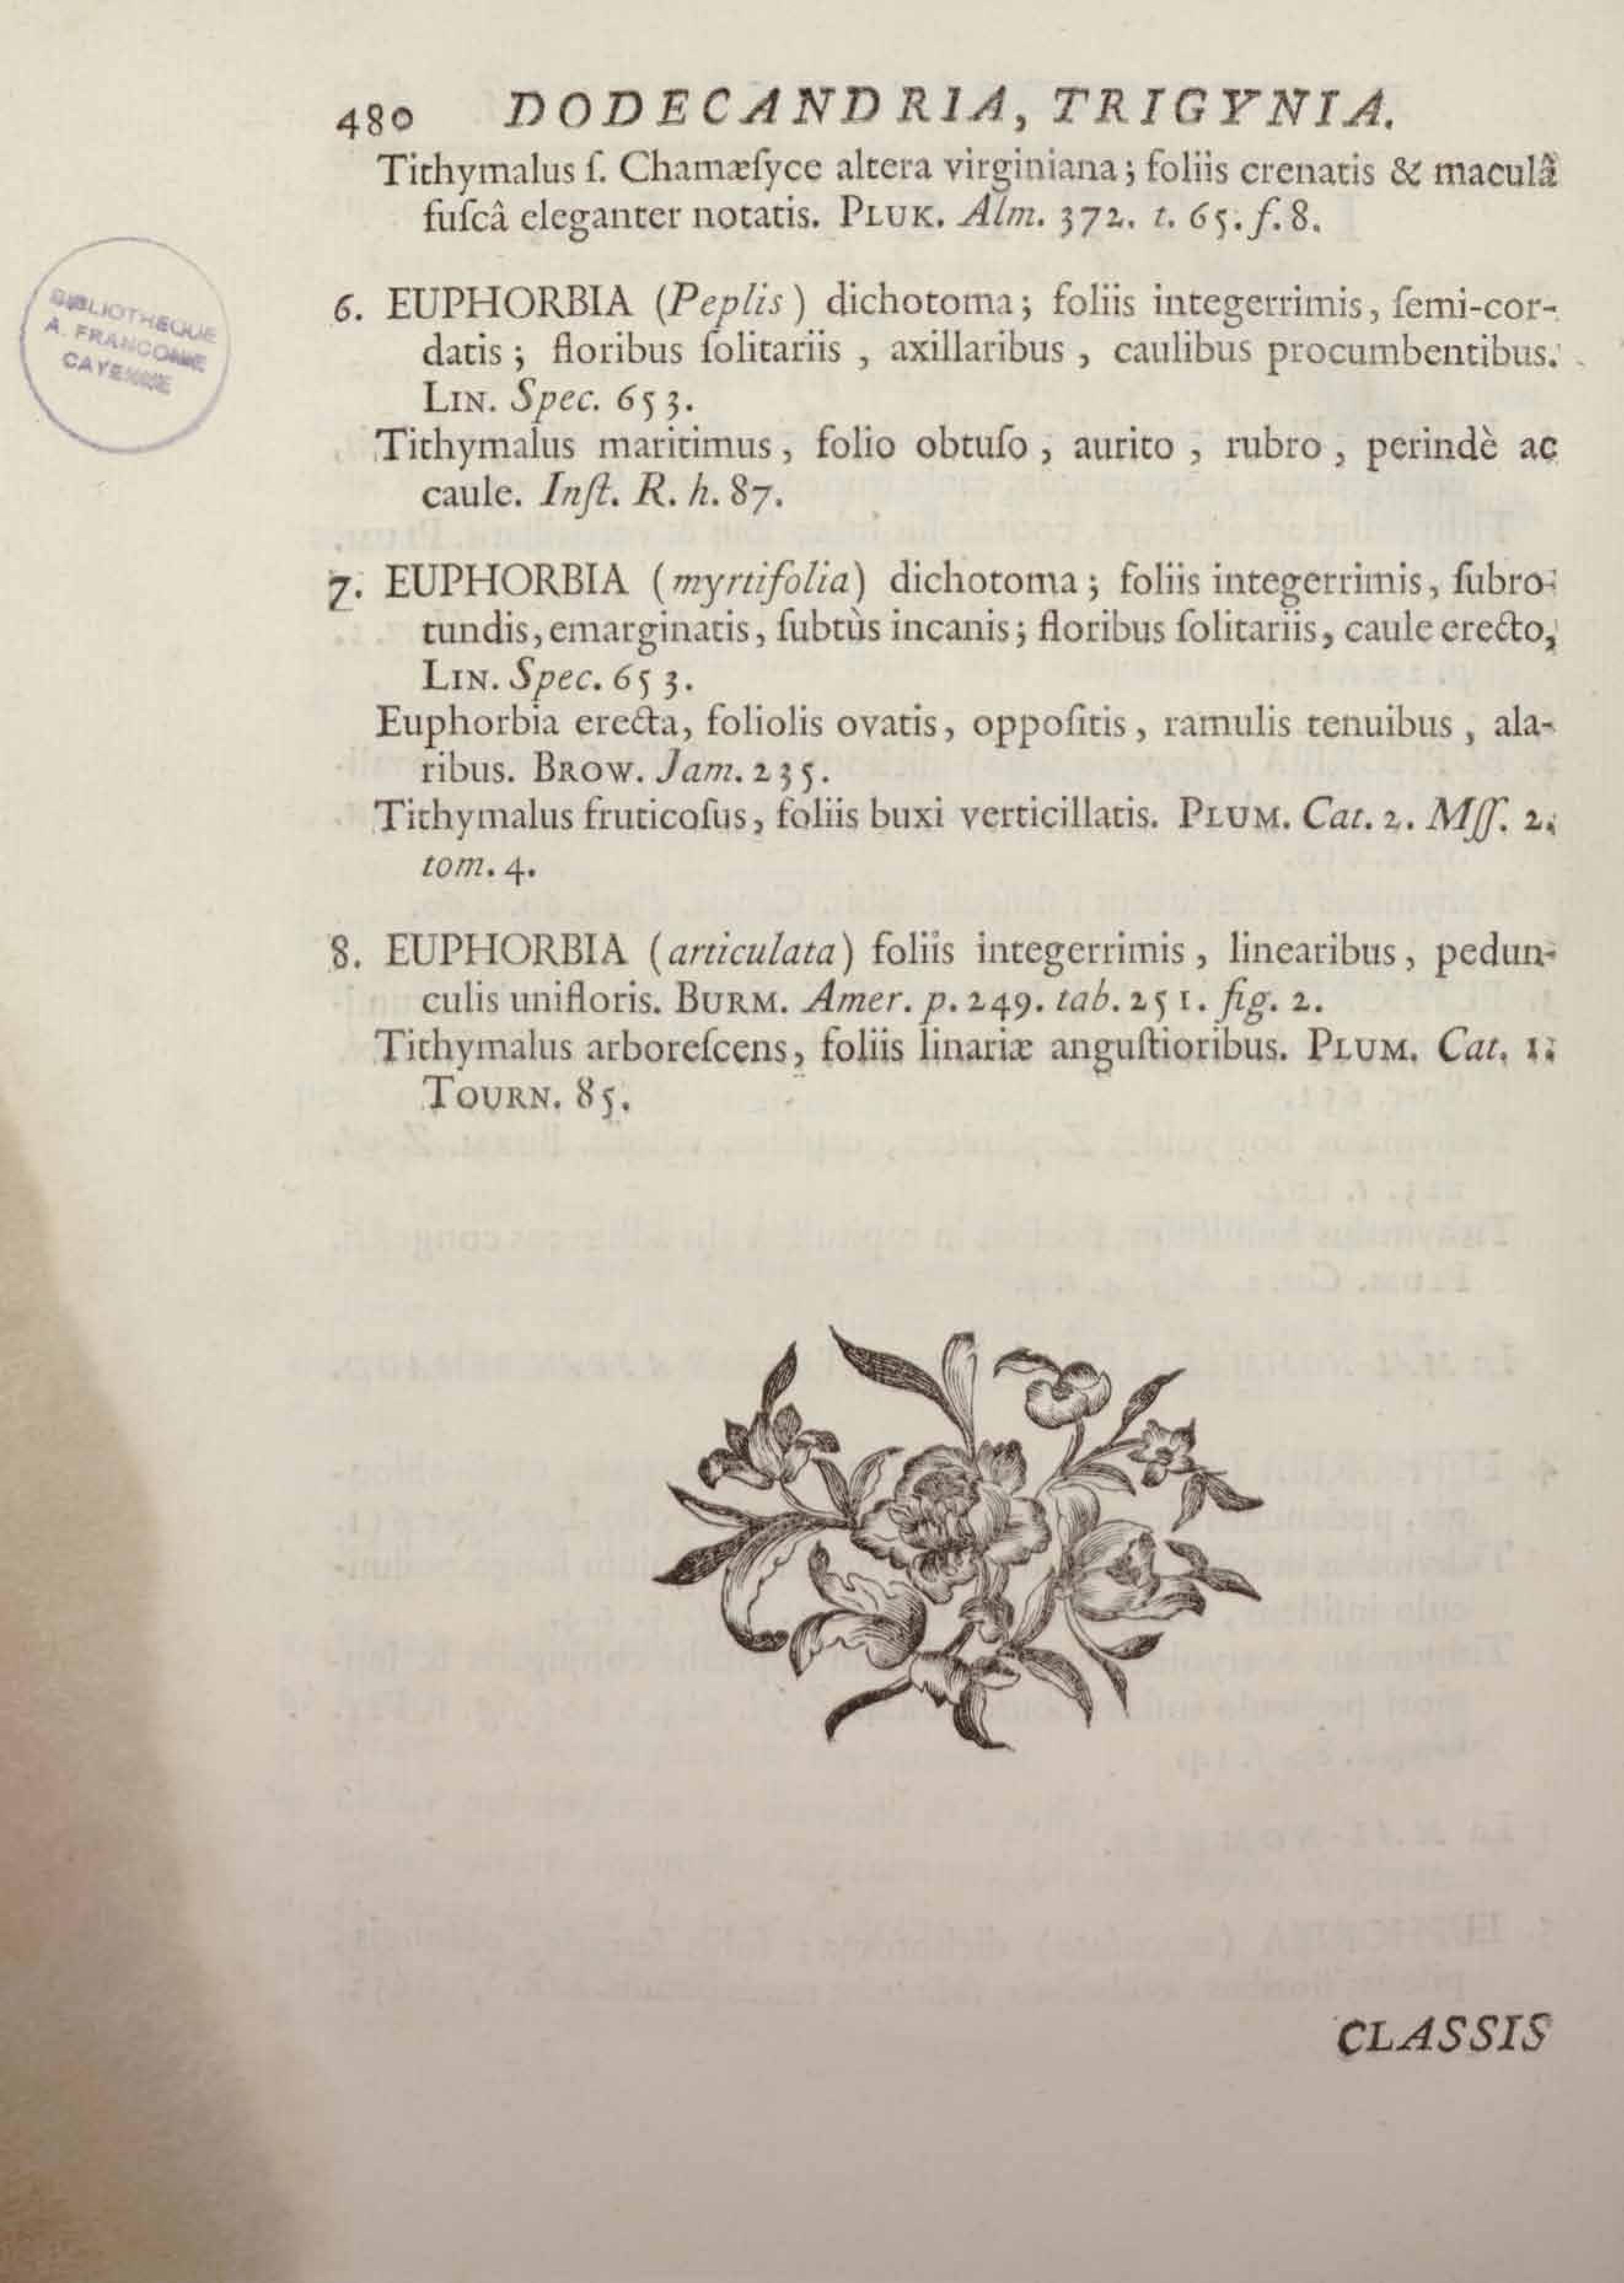 480 DODECANDRIA, TRIGYNIA.
Tithymalus ſ. Chamæſyce altera virginiana; foliis crenatis & maculâ
fuſcâ eleganter notatis. PLUK. Alm. 372. t. 65. f. 8.
6. EUPHORBIA (Peplis) dichotoma; foliis integerrimis, ſemi-cor-
datis; floribus ſolitariis, axillaribus, caulibus procumbentibus.
LIN. Spec. 653.
Tithymalus maritimus, folio obtuſo, aurito, rubro, perindè ac
caule. Inſt. R. h. 87.
7. EUPHORBIA (myrtifolia) dichotoma; foliis integerrimis, ſubro-
tundis, emarginatis, ſubtùs incanis; floribus ſolitariis, caule erecto,
LIN. Spec. 653.
Euphorbia erecta, foliolis ovatis, oppoſitis, ramulis tenuibus, ala-
ribus. BROW. Jam. 235.
Tithymalus fruticoſus, foliis buxi verticillatis. PLUM. Cat. 2. Mſſ. 2.
tom. 4.
8. EUPHORBIA (articulata) foliis integerrimis, linearibus, pedun-
culis unifloris. BURM. Amer. p. 249. tab. 251. fig. 2.
Tithymalus arboreſcens, foliis linariæ anguſtioribus. PLUM. Cat. 1.
TOURN. 85.
CLASSIS
BIBLIOTHEQUE
A. FRANCONIE
CAYENNE